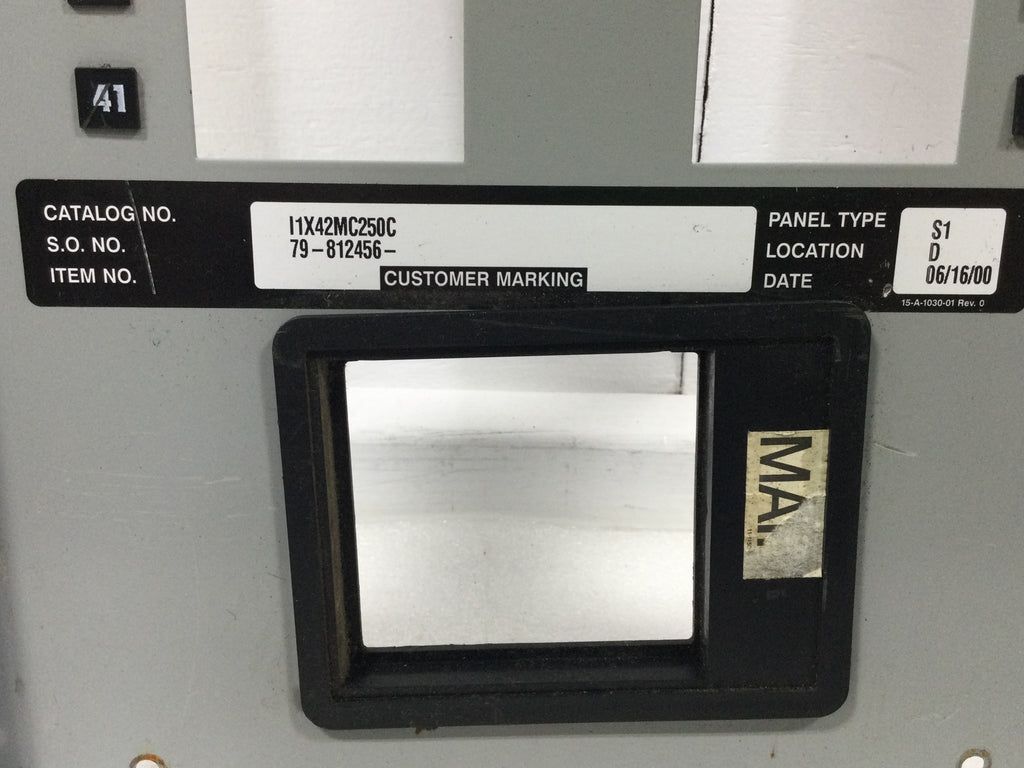 41
CATALOG NO.
I1X42MC250C
S.O. NO.
79-812456-
ITEM NO.
CUSTOMER MARKING
PANEL TYPE
S1
LOCATION
D
DATE
06/16/00
15-A-1030-01 Rev. 0